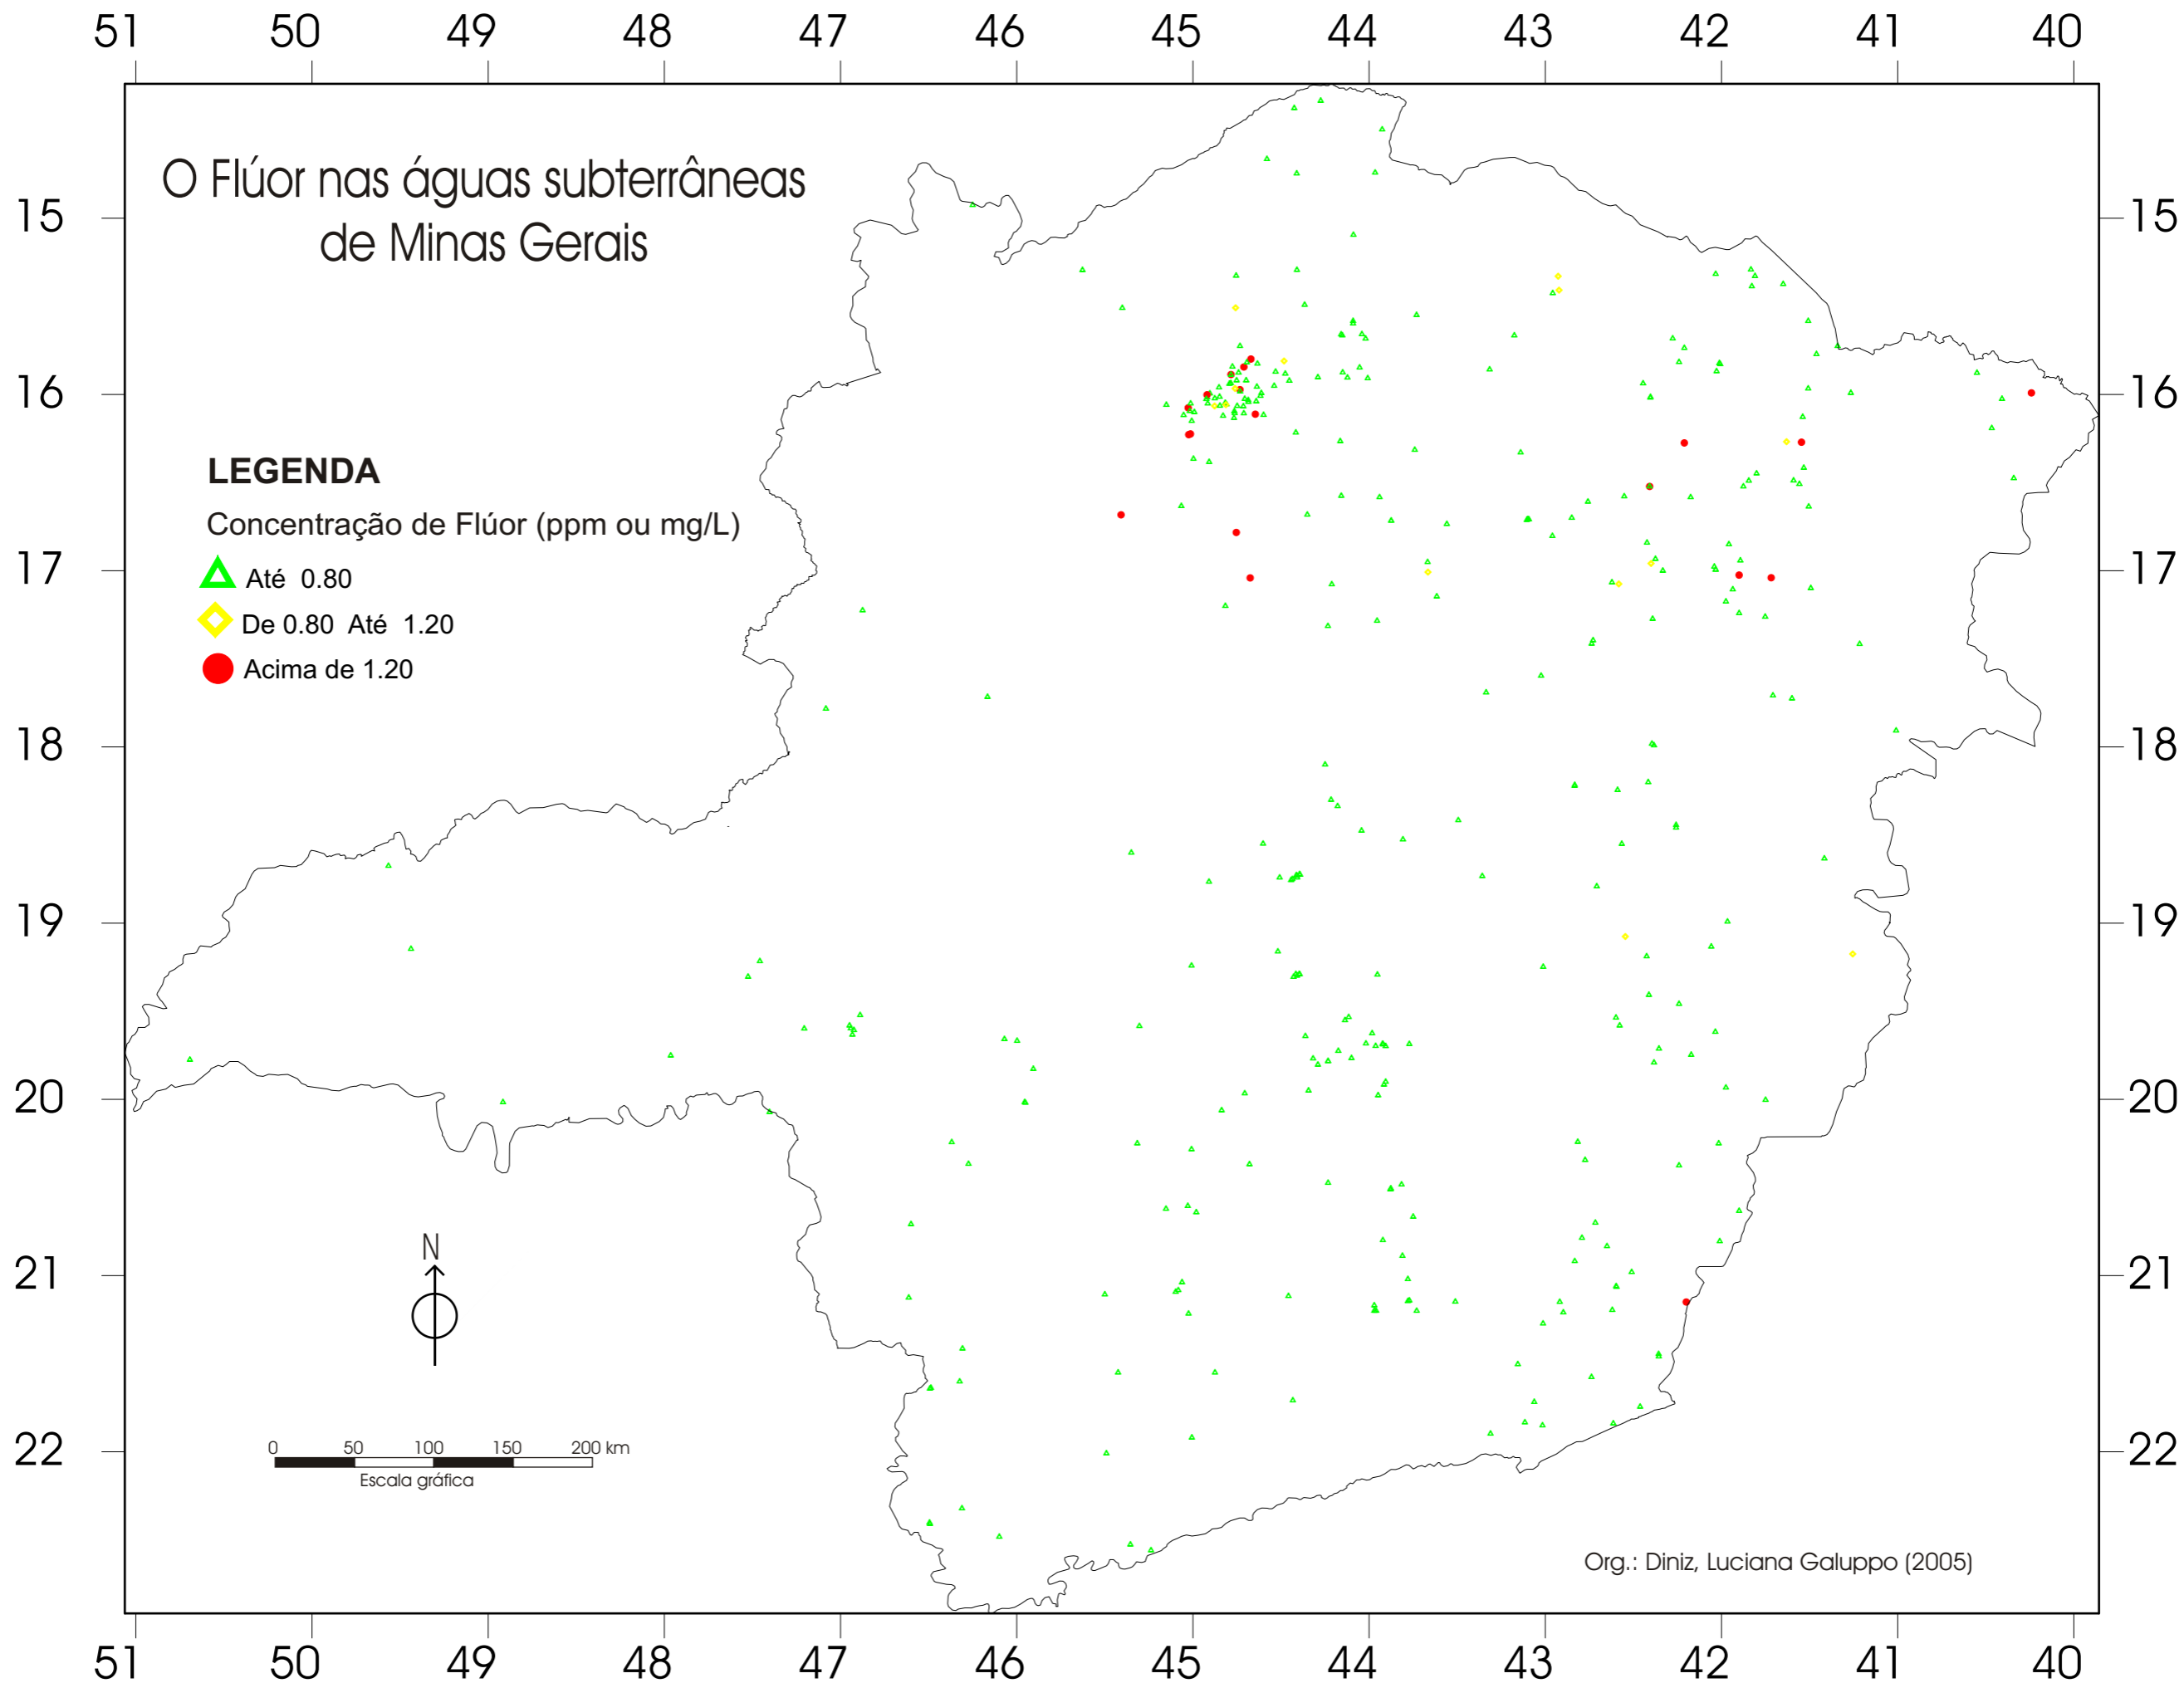 51 50 49 48 47 46 45 44 43 42 41 40
O Flúor nas águas subterrâneas
de Minas Gerais
15 15
16 16
LEGENDA
Concentração de Flúor (ppm ou mg/L)
Até 0.80
17 17
De 0.80 Até 1.20
Acima de 1.20
18 18
19 19
20 20
N
21 21
22 22
0 50 100 150 200 km
Escala gráfica
Org.: Diniz, Luciana Galuppo (2005)
51 50 49 48 47 46 45 44 43 42 41 40